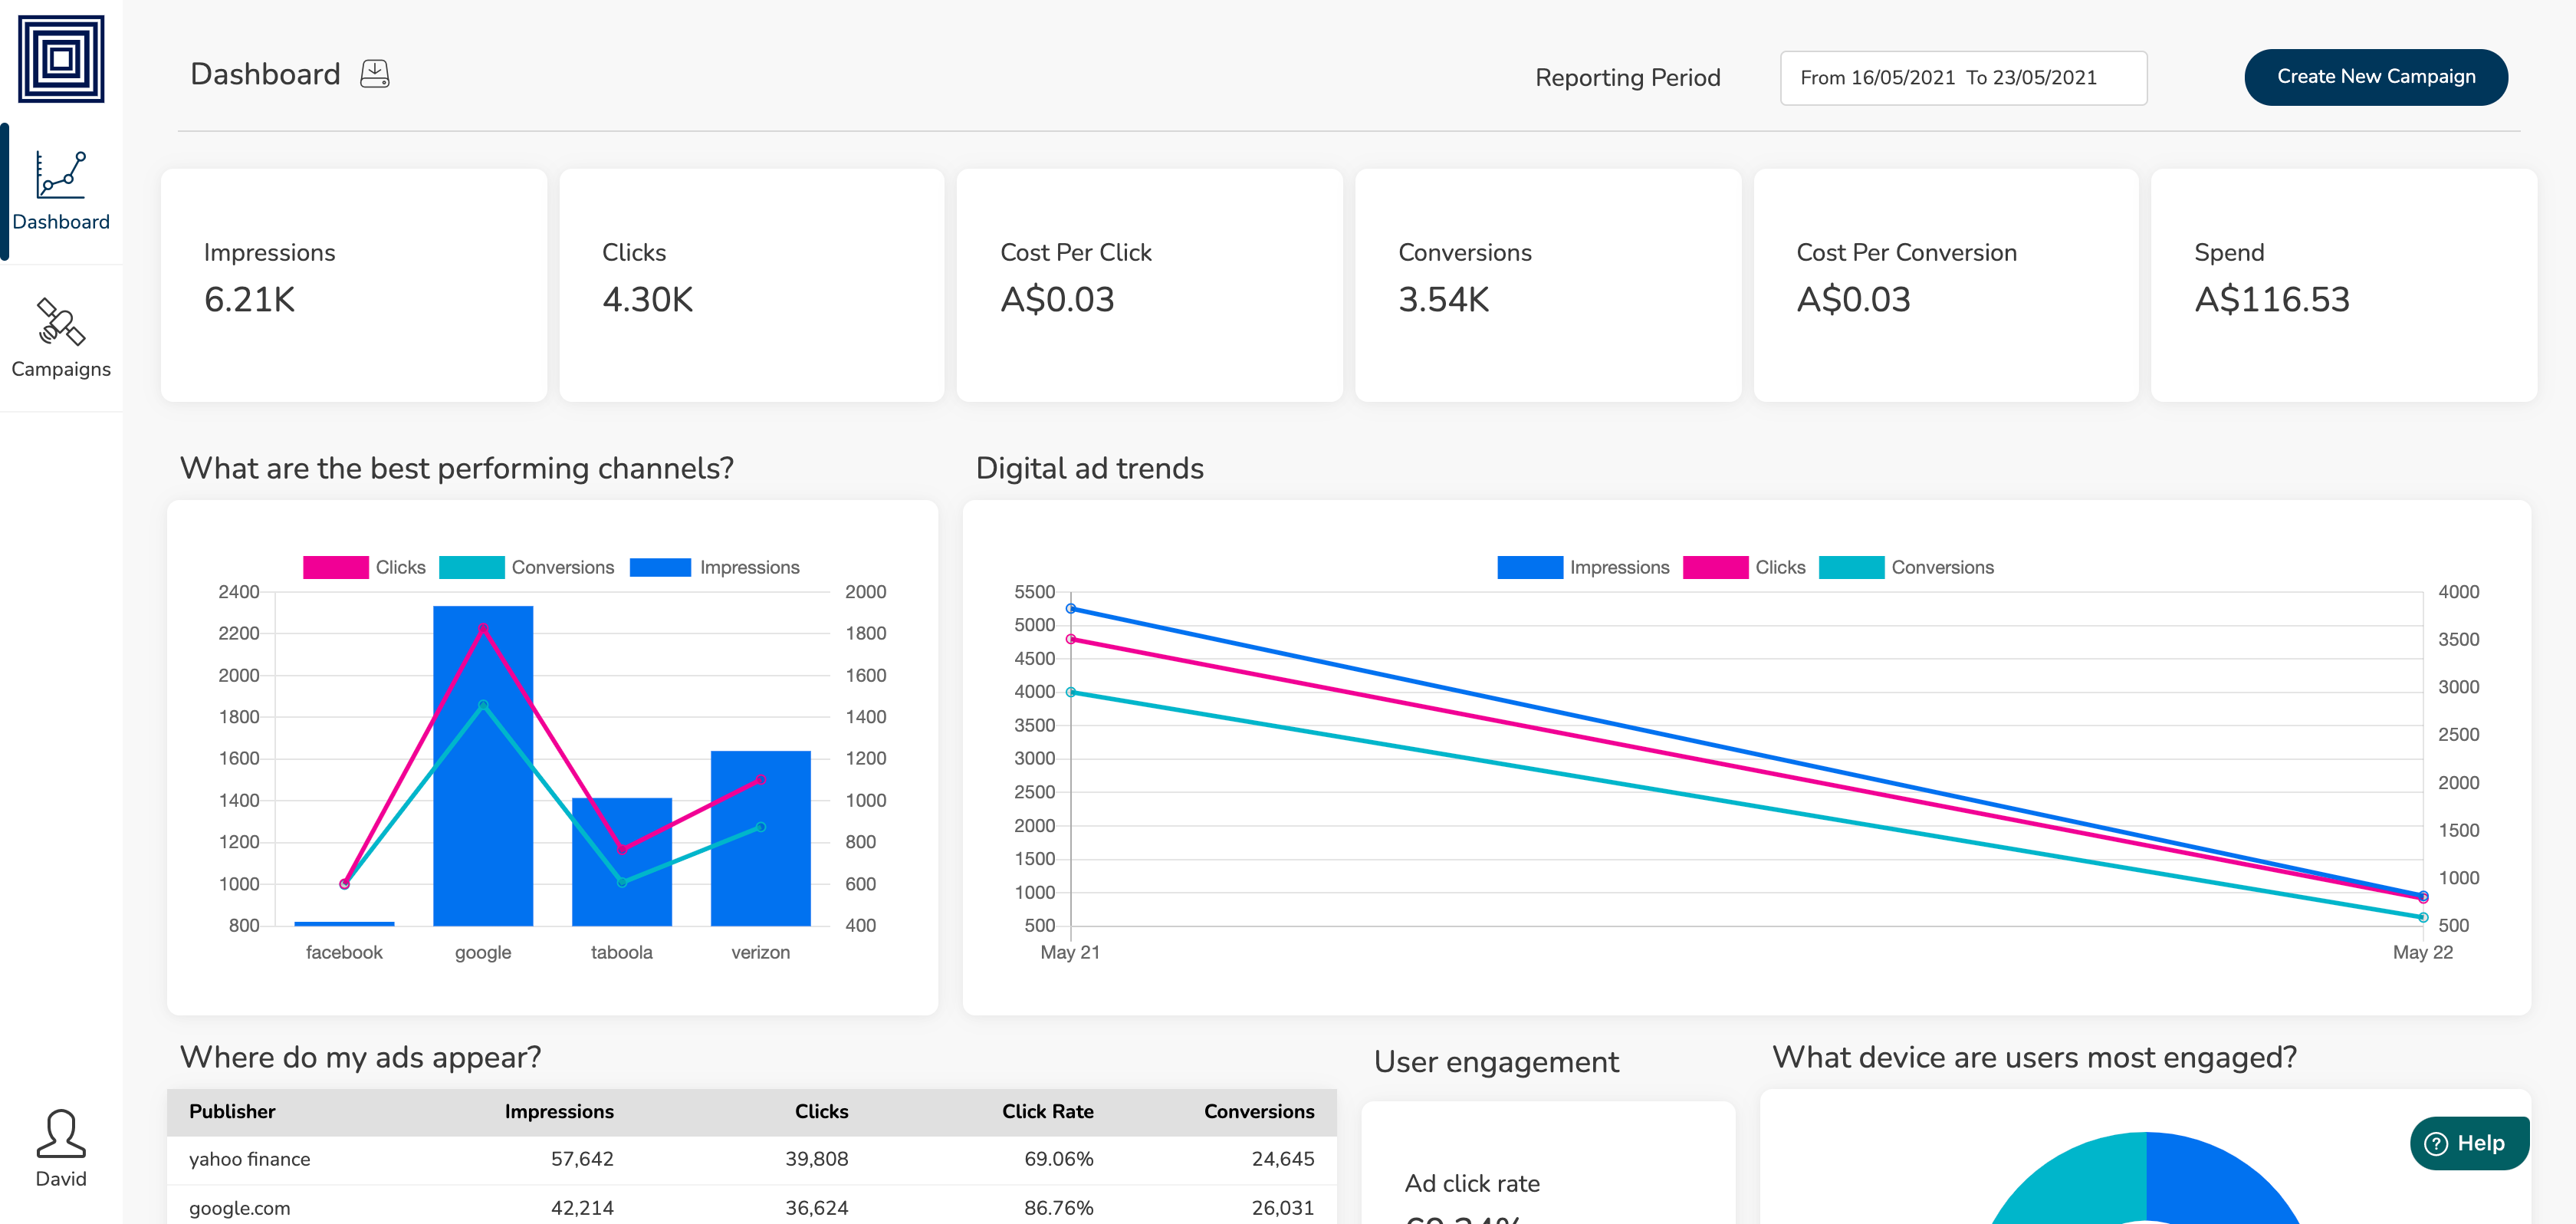 Dashboard
Reporting Period
From 16/05/2021 To 23/05/2021
Create New Campaign
Dashboard
Campaigns
David
Impressions
6.21K
Clicks
4.30K
Cost Per Click
A$0.03
Conversions
3.54K
Cost Per Conversion
A$0.03
Spend
A$116.53
What are the best performing channels?
Clicks Conversions Impressions
2400 2000
2200 1800
2000 1600
1800 1400
1600 1200
1400 1000
1200 800
1000 600
800 400
facebook google taboola verizon
Digital ad trends
Impressions Clicks Conversions
5500
5000
4500
4000
3500
3000
2500
2000
1500
1000
500
4000
3500
3000
2500
2000
1500
1000
500
May 21 May 22
Where do my ads appear?
Publisher Impressions Clicks Click Rate Conversions
yahoo finance 57,642 39,808 69.06% 24,645
google.com 42,214 36,624 86.76% 26,031
User engagement
Ad click rate
What device are users most engaged?
? Help